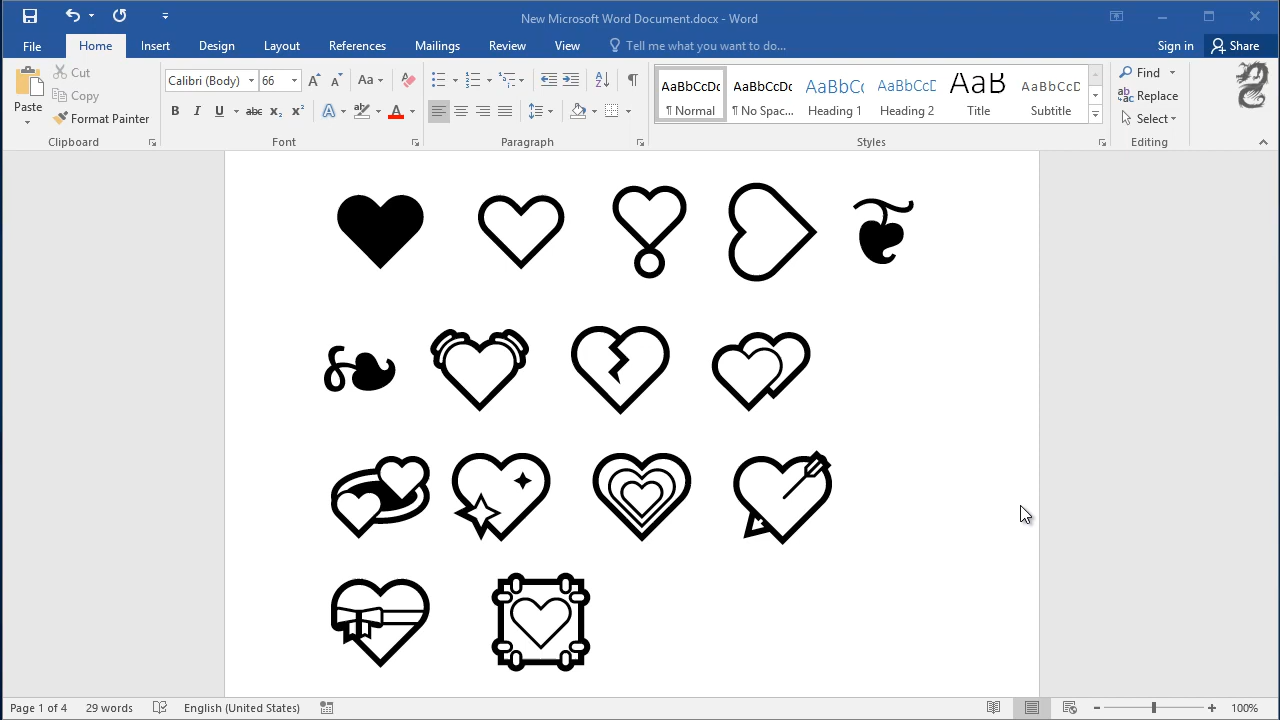 New Microsoft Word Document.docx - Word
File Home Insert Design Layout References Mailings Review View Tell me what you want to do... Sign in Share
Paste Cut Copy Format Painter
Calibri (Body) 66 A A Aa
B I U abc x₂ x² A ab A
AaBbCcDc AaBbCcDc AaBbCc AaBbCcD AaB AaBbCcD
¶ Normal ¶ No Spac... Heading 1 Heading 2 Title Subtitle
Find
Replace
Select
Clipboard Font Paragraph Styles Editing
Page 1 of 4 29 words English (United States) 100%